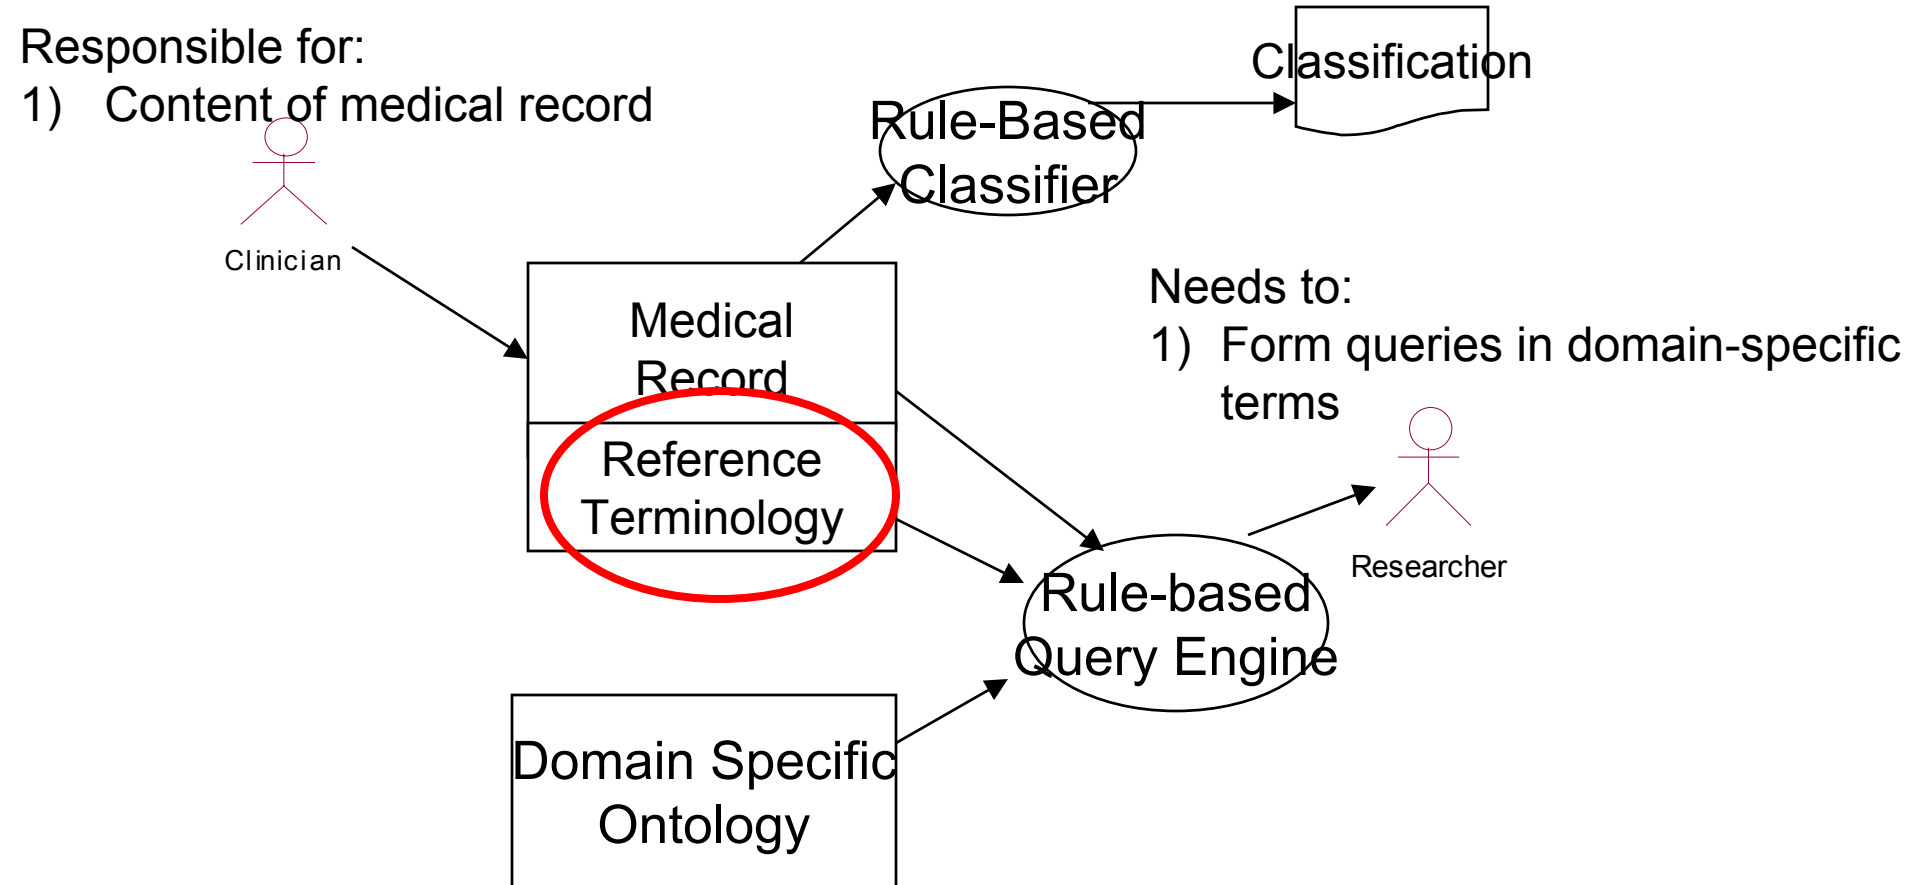 Responsible for:
1) Content of medical record
Clinician
Classification
Rule-Based
Classifier
Medical
Record
Reference
Terminology
Needs to:
1) Form queries in domain-specific
terms
Researcher
Rule-based
Query Engine
Domain Specific
Ontology